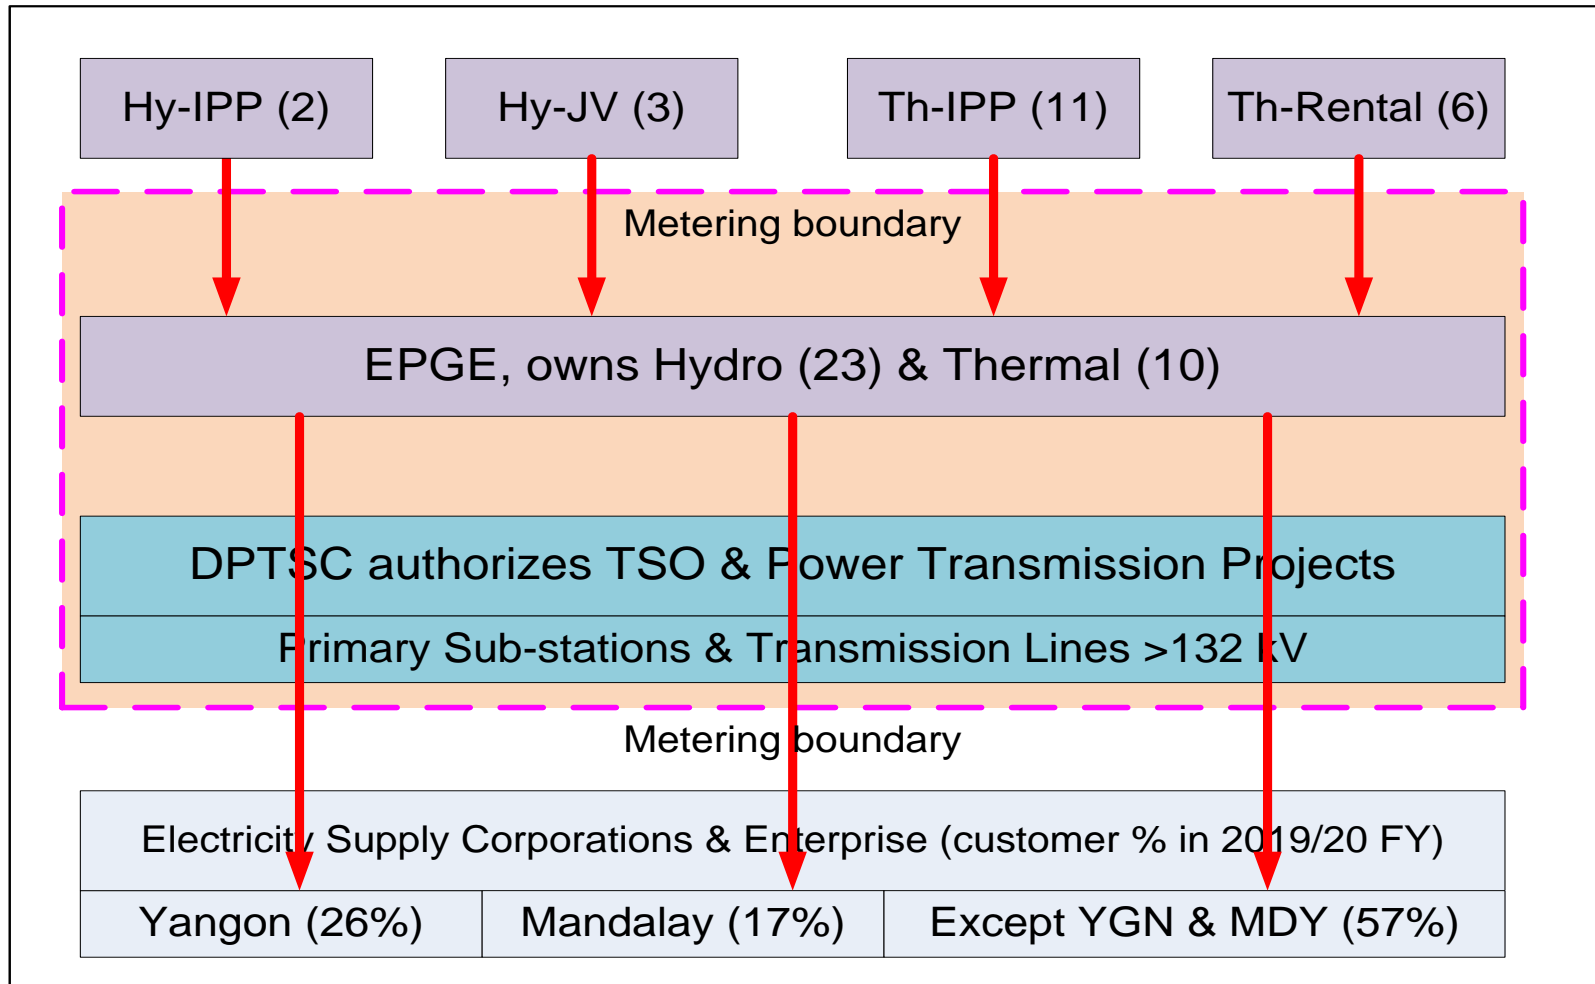 Hy-IPP (2)
Hy-JV (3)
Th-IPP (11)
Th-Rental (6)
Metering boundary
EPGE, owns Hydro (23) & Thermal (10)
DPTSC authorizes TSO & Power Transmission Projects
Primary Sub-stations & Transmission Lines >132 kV
Metering boundary
Electricity Supply Corporations & Enterprise (customer % in 2019/20 FY)
Yangon (26%)
Mandalay (17%)
Except YGN & MDY (57%)